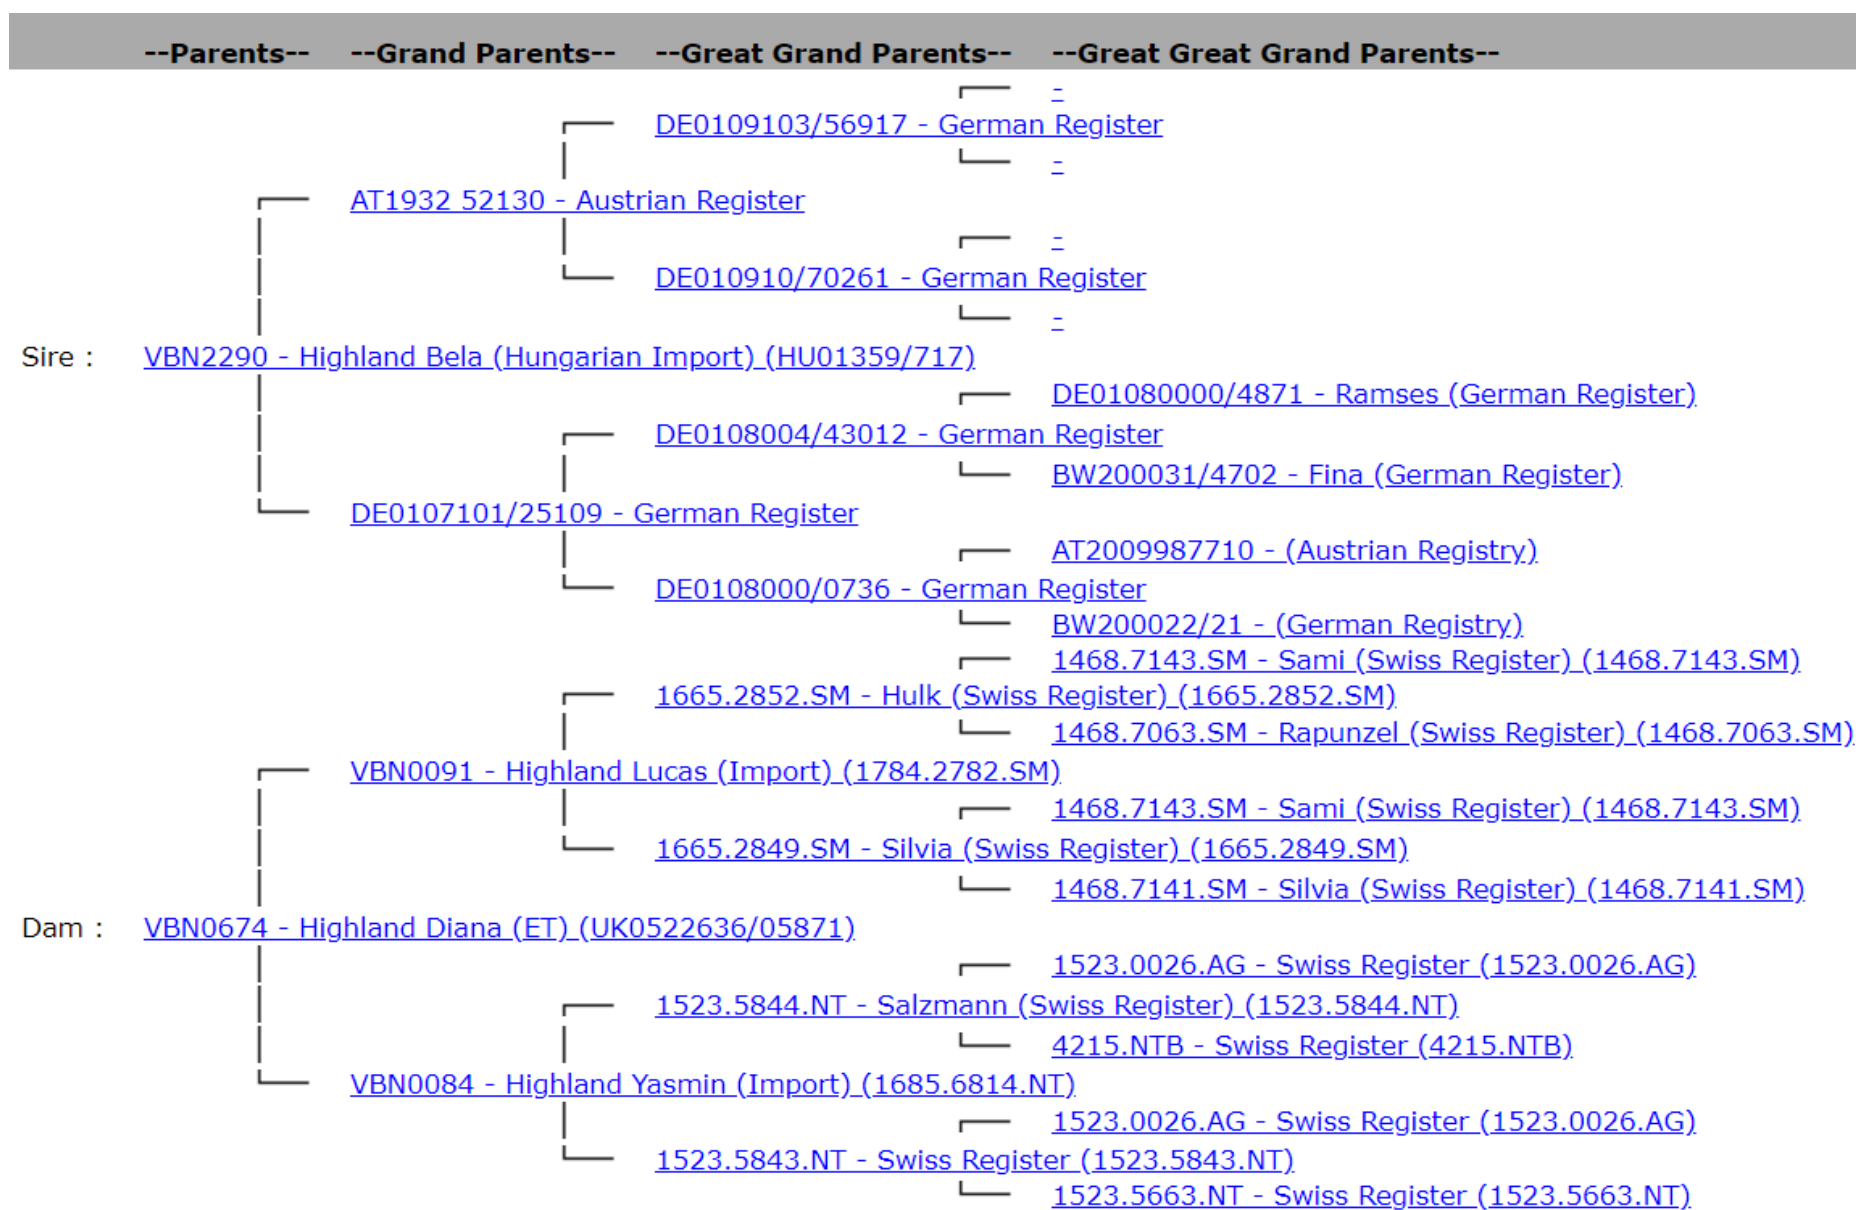 --Parents-- --Grand Parents-- --Great Grand Parents-- --Great Great Grand Parents--
-
DE0109103/56917 - German Register
-
AT1932 52130 - Austrian Register
-
DE010910/70261 - German Register
-
Sire : VBN2290 - Highland Bela (Hungarian Import) (HU01359/717)
DE01080000/4871 - Ramses (German Register)
DE0108004/43012 - German Register
BW200031/4702 - Fina (German Register)
DE0107101/25109 - German Register
AT2009987710 - (Austrian Registry)
DE0108000/0736 - German Register
BW200022/21 - (German Registry)
1468.7143.SM - Sami (Swiss Register) (1468.7143.SM)
1665.2852.SM - Hulk (Swiss Register) (1665.2852.SM)
1468.7063.SM - Rapunzel (Swiss Register) (1468.7063.SM)
VBN0091 - Highland Lucas (Import) (1784.2782.SM)
1468.7143.SM - Sami (Swiss Register) (1468.7143.SM)
1665.2849.SM - Silvia (Swiss Register) (1665.2849.SM)
1468.7141.SM - Silvia (Swiss Register) (1468.7141.SM)
Dam : VBN0674 - Highland Diana (ET) (UK0522636/05871)
1523.0026.AG - Swiss Register (1523.0026.AG)
1523.5844.NT - Salzmann (Swiss Register) (1523.5844.NT)
4215.NTB - Swiss Register (4215.NTB)
VBN0084 - Highland Yasmin (Import) (1685.6814.NT)
1523.0026.AG - Swiss Register (1523.0026.AG)
1523.5843.NT - Swiss Register (1523.5843.NT)
1523.5663.NT - Swiss Register (1523.5663.NT)